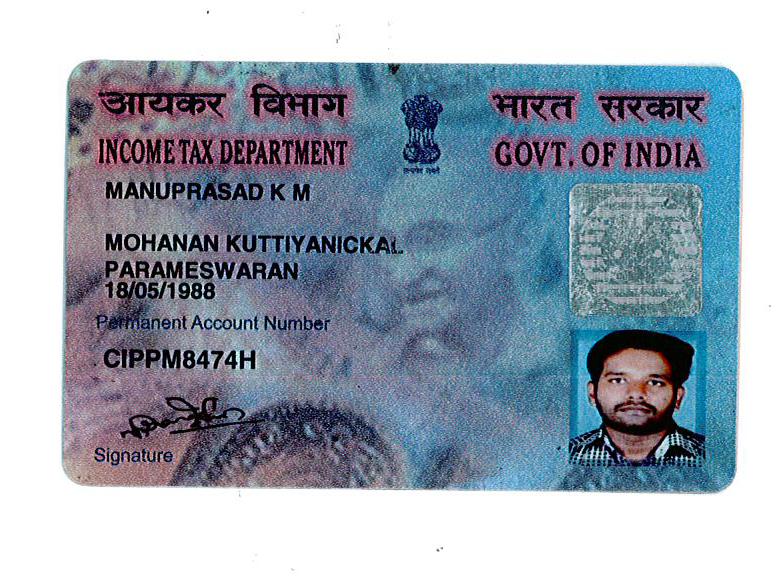 आयकर विभाग
भारत सरकार
INCOME TAX DEPARTMENT
GOVT. OF INDIA
सत्यमेव जयते
MANUPRASAD K M
MOHANAN KUTTIYANICKAL
PARAMESWARAN
18/05/1988
Permanent Account Number
CIPPM8474H
Signature